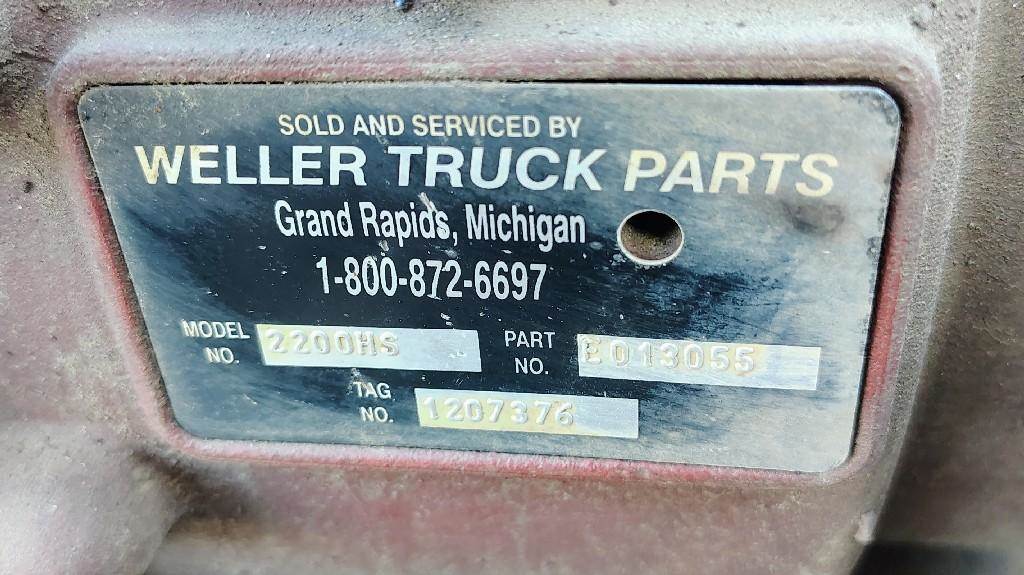 SOLD AND SERVICED BY
WELLER TRUCK PARTS
Grand Rapids, Michigan
1-800-872-6697
MODEL NO. 2200HS
PART NO. E013055
TAG NO. 1207376